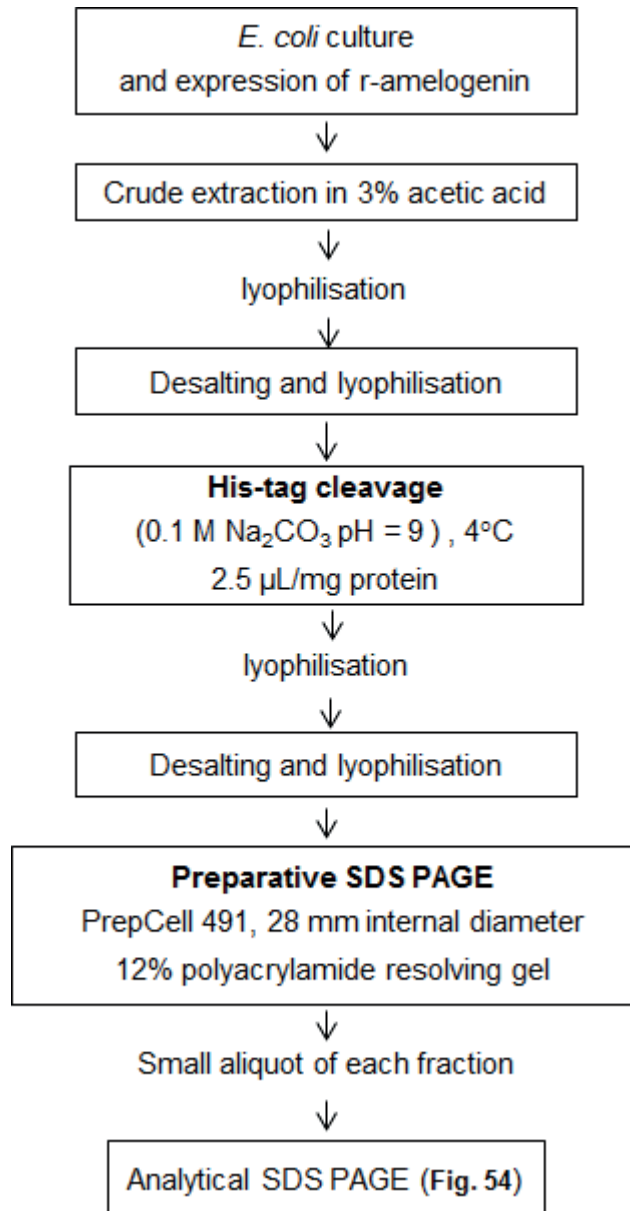 E. coli culture
and expression of r-amelogenin
Crude extraction in 3% acetic acid
lyophilisation
Desalting and lyophilisation
His-tag cleavage
(0.1 M Na₂CO₃ pH = 9 ) , 4°C
2.5 µL/mg protein
lyophilisation
Desalting and lyophilisation
Preparative SDS PAGE
PrepCell 491, 28 mm internal diameter
12% polyacrylamide resolving gel
Small aliquot of each fraction
Analytical SDS PAGE (Fig. 54)